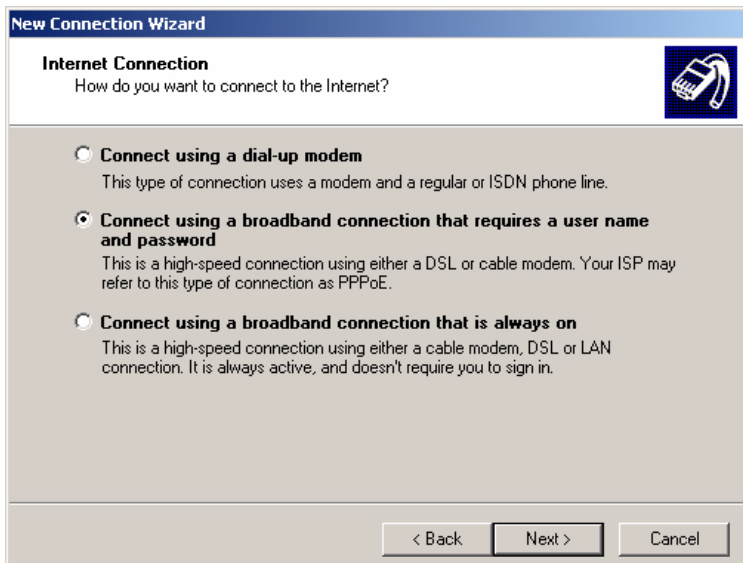 New Connection Wizard
Internet Connection
How do you want to connect to the Internet?
Connect using a dial-up modem
This type of connection uses a modem and a regular or ISDN phone line.
Connect using a broadband connection that requires a user name
and password
This is a high-speed connection using either a DSL or cable modem. Your ISP may
refer to this type of connection as PPPoE.
Connect using a broadband connection that is always on
This is a high-speed connection using either a cable modem, DSL or LAN
connection. It is always active, and doesn't require you to sign in.
< Back
Next >
Cancel